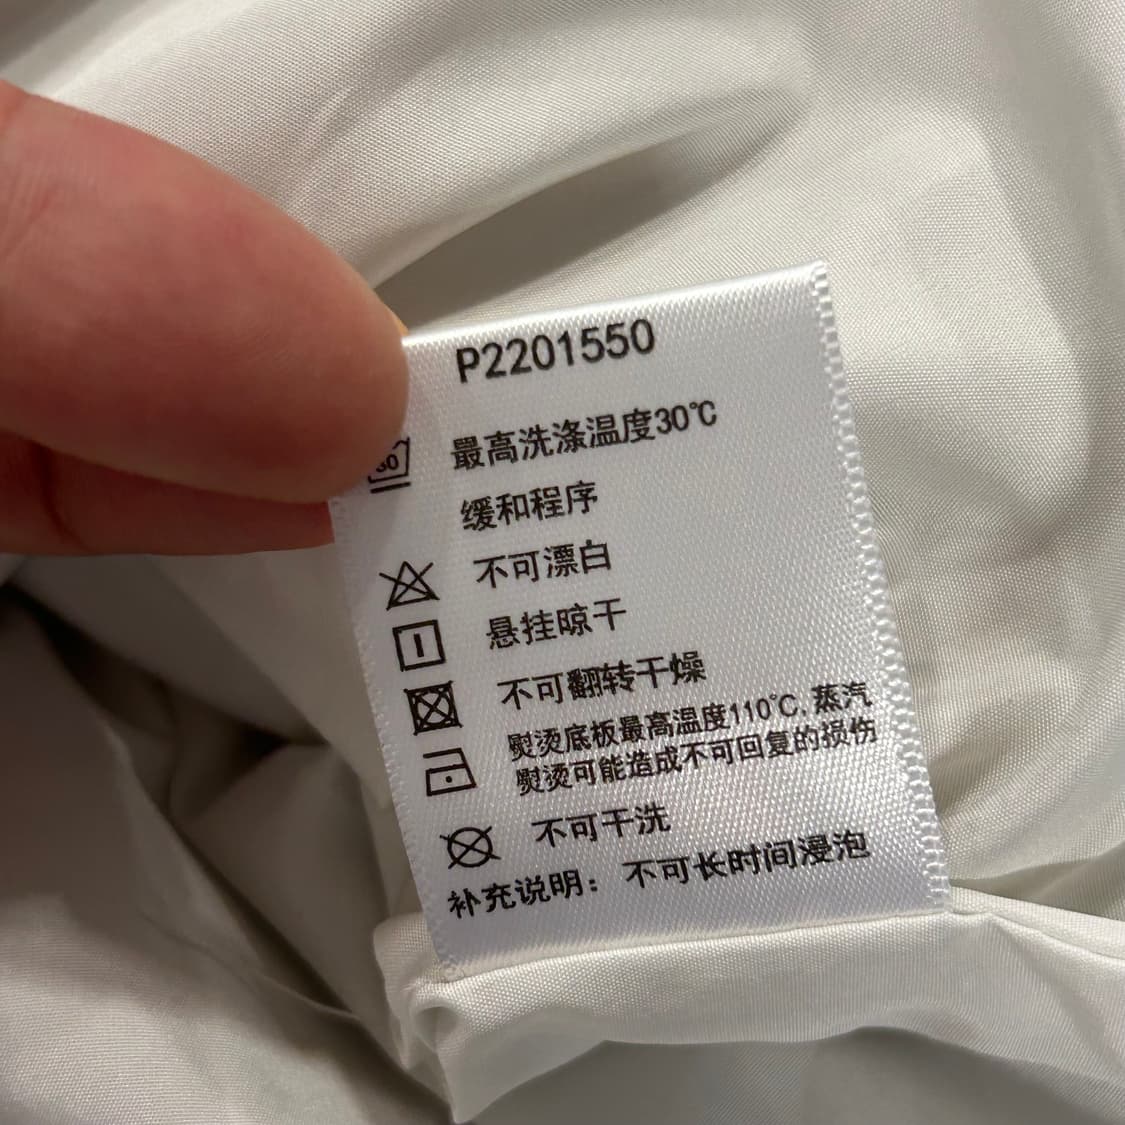 P2201550
30 最高洗涤温度30℃
缓和程序
不可漂白
悬挂晾干
不可翻转干燥
熨烫底板最高温度110℃,蒸汽
熨烫可能造成不可回复的损伤
不可干洗
补充说明：不可长时间浸泡